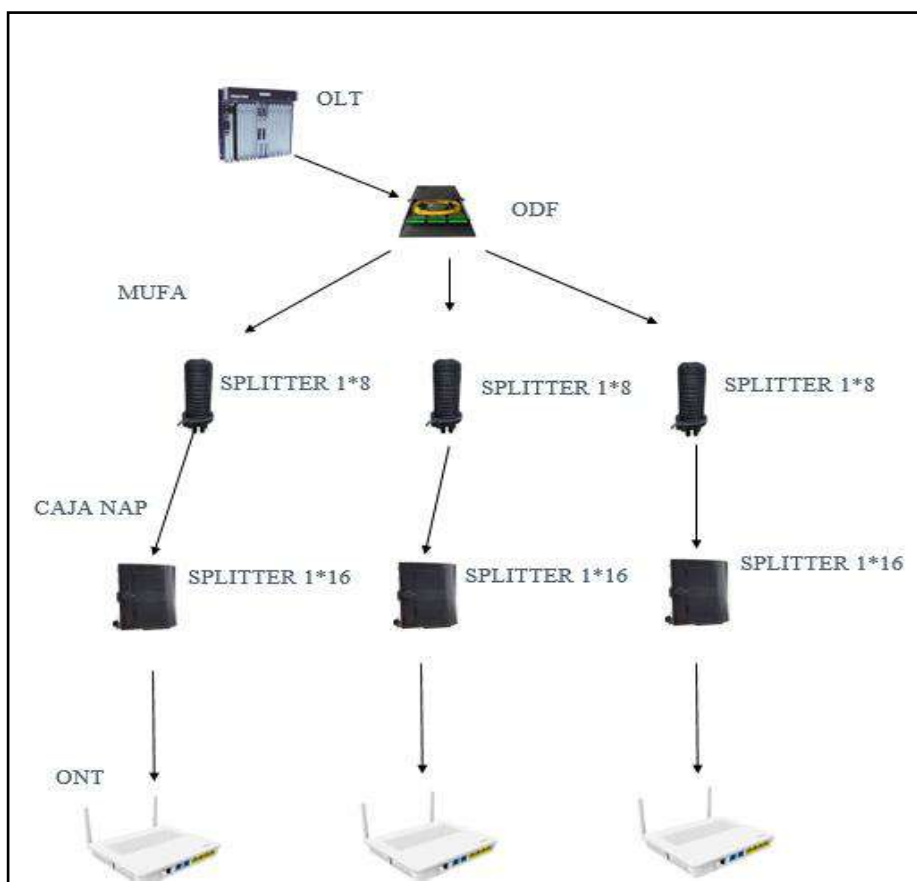 OLT
ODF
MUFA
SPLITTER 1*8
SPLITTER 1*8
SPLITTER 1*8
CAJA NAP
SPLITTER 1*16
SPLITTER 1*16
SPLITTER 1*16
ONT